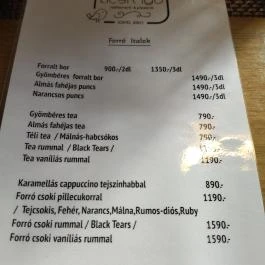 Forró Italok
Forralt bor 900.-/2dl 1350.-/3dl
Gyömbéres forralt bor 1490.-/3dl
Almás fahéjas puncs 1490.-/3dl
Narancsos puncs 1490.-/3dl
Gyömbéres tea 790.-
Almás fahéjas tea 790.-
Téli tea / Málnás-habcsókos 790.-
Tea rummal / Black Tears /
Tea vaníliás rummal 1190.-
Karamellás cappuccino tejszínhabbal 890.-
Forró csoki pillecukorral 1190.-
/ Tejcsokis, Fehér, Narancs,Málna,Rumos-diós,Ruby
Forró csoki rummal / Black Tears / 1590.-
Forró csoki vaníliás rummal 1590.-